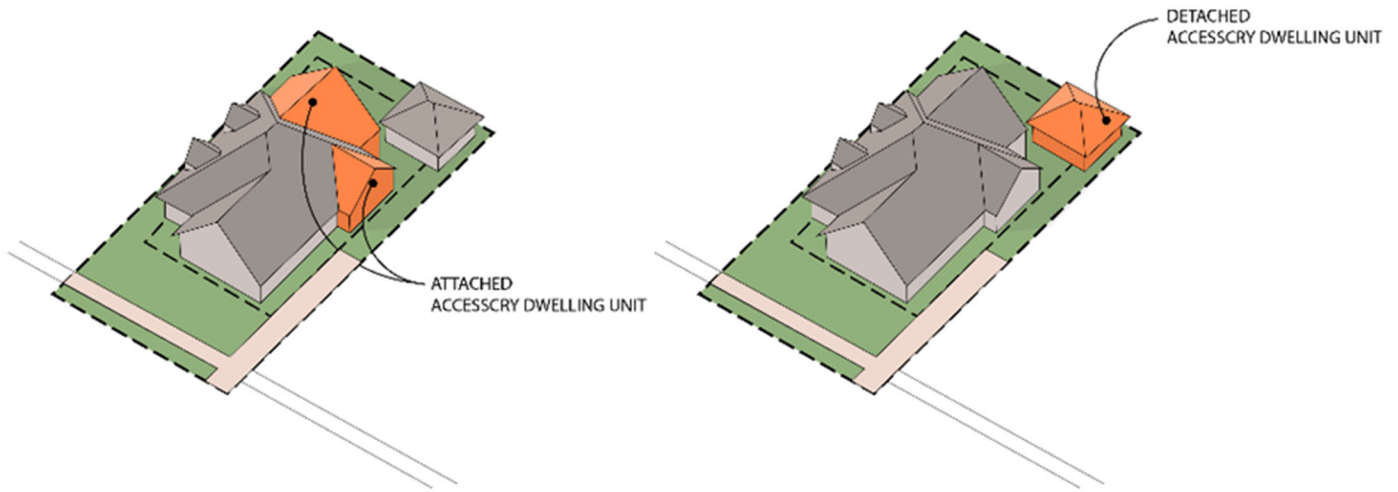 DETACHED
ACCESSCRY DWELLING UNIT
ATTACHED
ACCESSCRY DWELLING UNIT